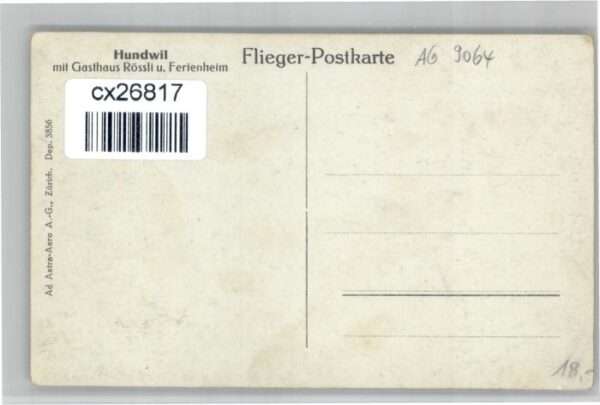 Hundwil
mit Gasthaus Rössli u. Ferienheim
Flieger-Postkarte
AG 9064
cx26817
Ad Astra-Aero A.-G., Zürich. Dep. 3856
18.-